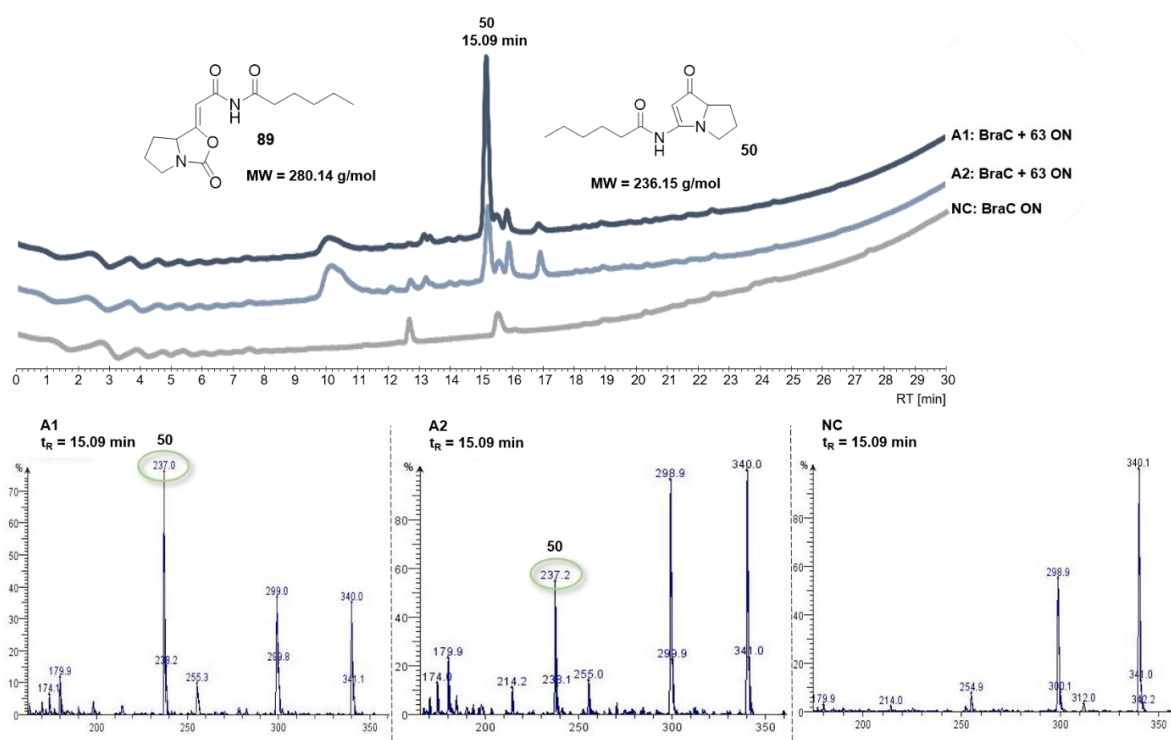 50
15.09 min
O
O
N
H
89
O
N
O
MW = 280.14 g/mol
O
O
N
H
N
50
MW = 236.15 g/mol
A1: BraC + 63 ON
A2: BraC + 63 ON
NC: BraC ON
0 1 2 3 4 5 6 7 8 9 10 11 12 13 14 15 16 17 18 19 20 21 22 23 24 25 26 27 28 29 30
RT [min]
A1
tR = 15.09 min
50
%
237.0
70
60
50
40
30
20
10
0
299.0
340.0
238.2
299.8
341.1
179.9
174.1
255.3
200 250 300 350
A2
tR = 15.09 min
50
%
298.9
340.0
237.2
80
60
40
20
0
179.9
174.0
214.2
238.1
255.0
299.9
341.0
200 250 300 350
NC
tR = 15.09 min
%
340.1
298.9
80
60
40
20
0
179.9
214.0
254.9
300.1
312.0
341.0
342.2
200 250 300 350